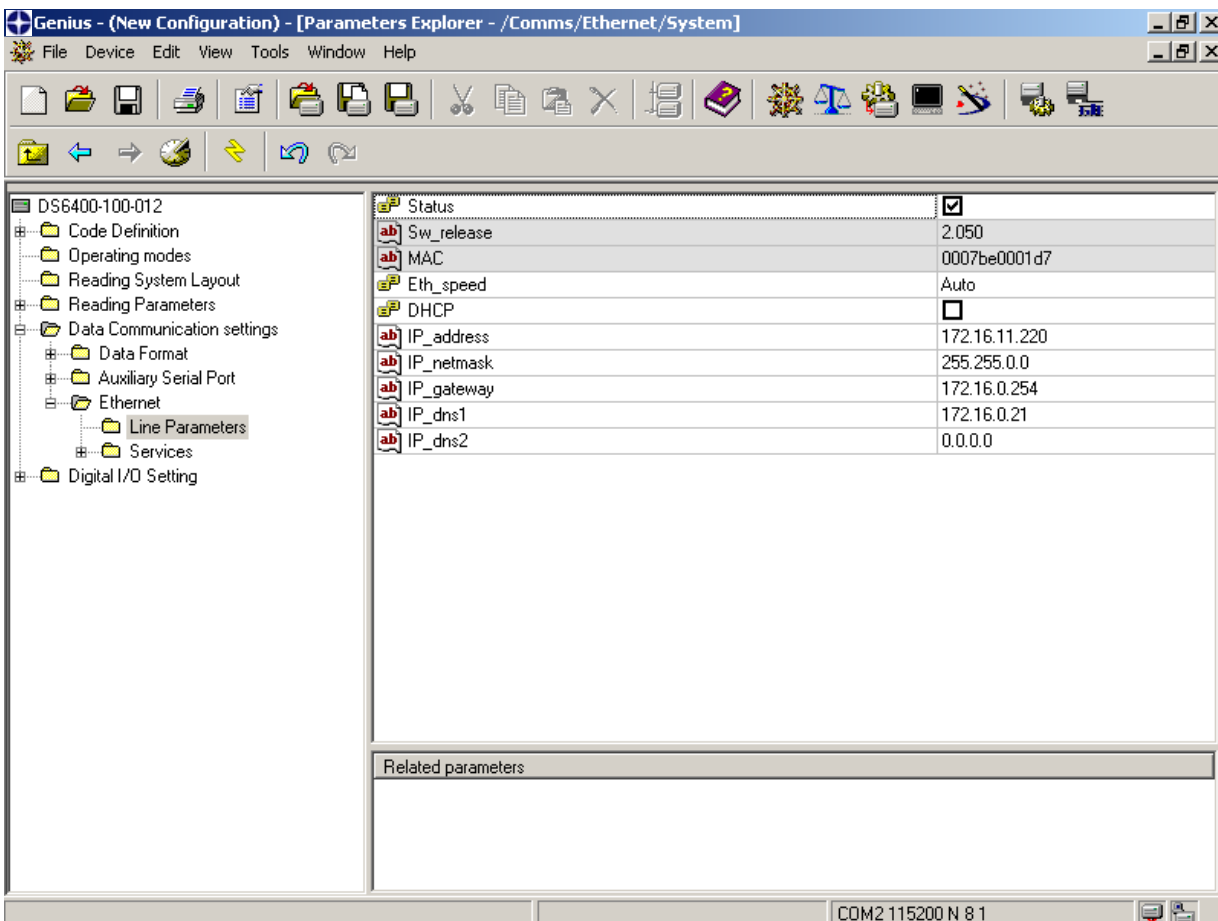 Genius - (New Configuration) - [Parameters Explorer - /Comms/Ethernet/System]
File Device Edit View Tools Window Help
DS6400-100-012
Code Definition
Operating modes
Reading System Layout
Reading Parameters
Data Communication settings
Data Format
Auxiliary Serial Port
Ethernet
Line Parameters
Services
Digital I/O Setting
Status
Sw_release 2.050
MAC 0007be0001d7
Eth_speed Auto
DHCP
IP_address 172.16.11.220
IP_netmask 255.255.0.0
IP_gateway 172.16.0.254
IP_dns1 172.16.0.21
IP_dns2 0.0.0.0
Related parameters
COM2 115200 N 8 1